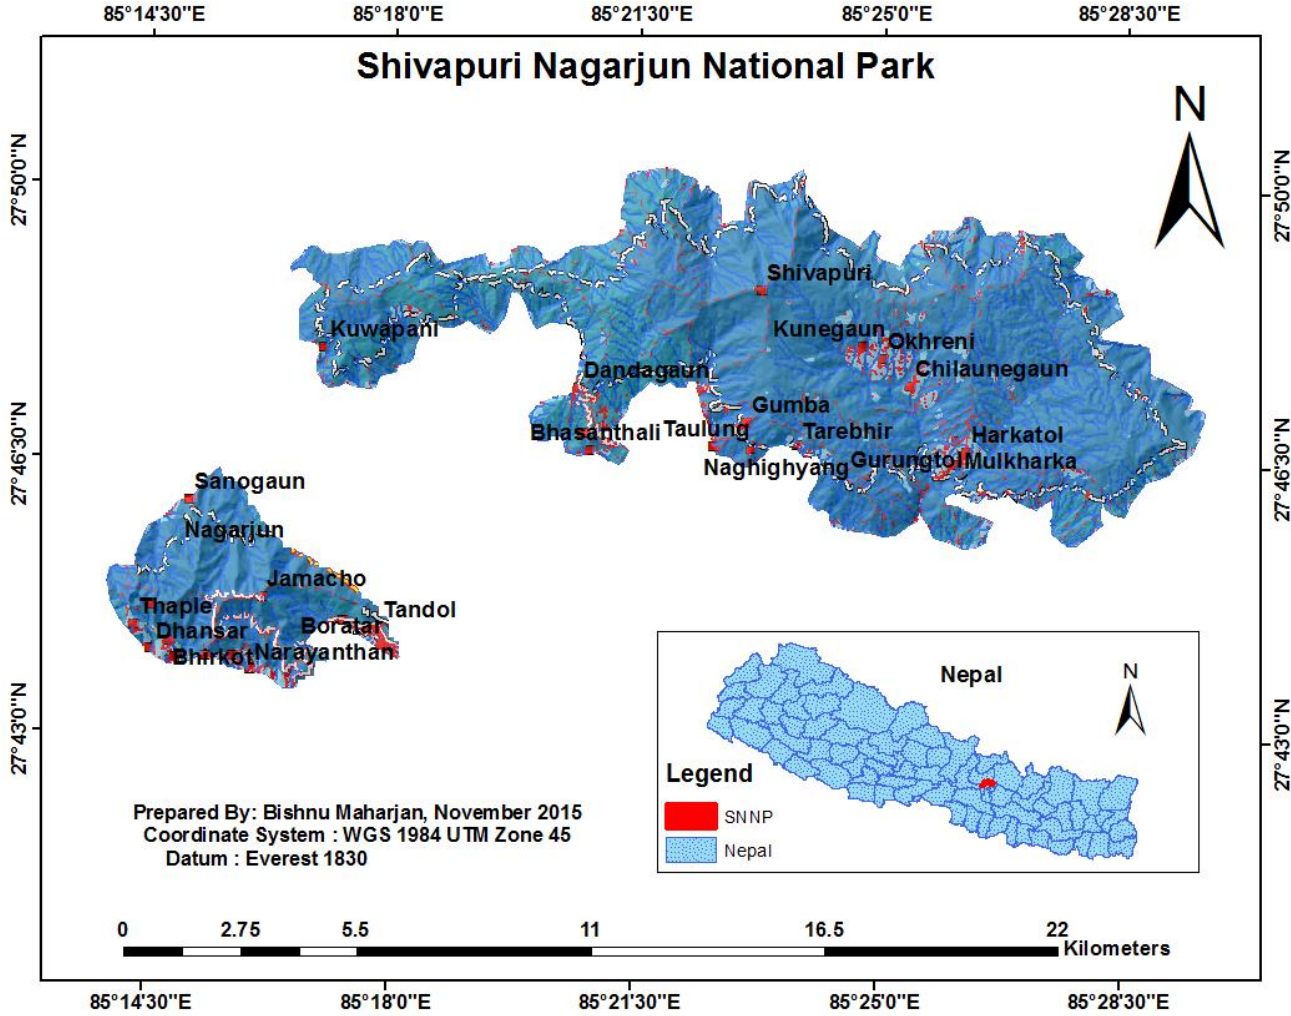 85°14'30"E 85°18'0"E 85°21'30"E 85°25'0"E 85°28'30"E
Shivapuri Nagarjun National Park
N
27°50'0"N
27°50'0"N
Shivapuri
Kuwapani
Kunegaun
Okhreni
Dandagaun
Chilaunegaun
Gumba
Bhasanthali
Taulung
Tarebhir
Harkatol
Naghighyang
Gurungtol
Mulkharka
27°46'30"N
27°46'30"N
Sanogaun
Nagarjun
Jamacho
Thaple
Tandol
Dhansar
Boratar
Bhirkot
Narayanthan
27°43'0"N
27°43'0"N
Nepal
N
Legend
SNNP
Nepal
Prepared By: Bishnu Maharjan, November 2015
Coordinate System : WGS 1984 UTM Zone 45
Datum : Everest 1830
0 2.75 5.5 11 16.5 22
Kilometers
85°14'30"E 85°18'0"E 85°21'30"E 85°25'0"E 85°28'30"E